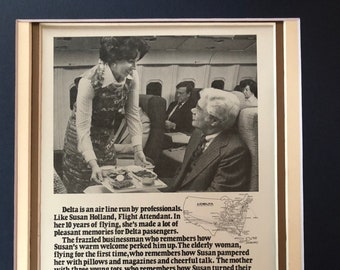 Delta is an air line run by professionals.
Like Susan Holland, Flight Attendant. In
her 10 years of flying, she's made a lot of
pleasant memories for Delta passengers.
The frazzled businessman who remembers how
Susan's warm welcome perked him up. The elderly woman,
flying for the first time, who remembers how Susan pampered
her with pillows and magazines and cheerful talk. The mother
with three young tots, who remembers how Susan turned their